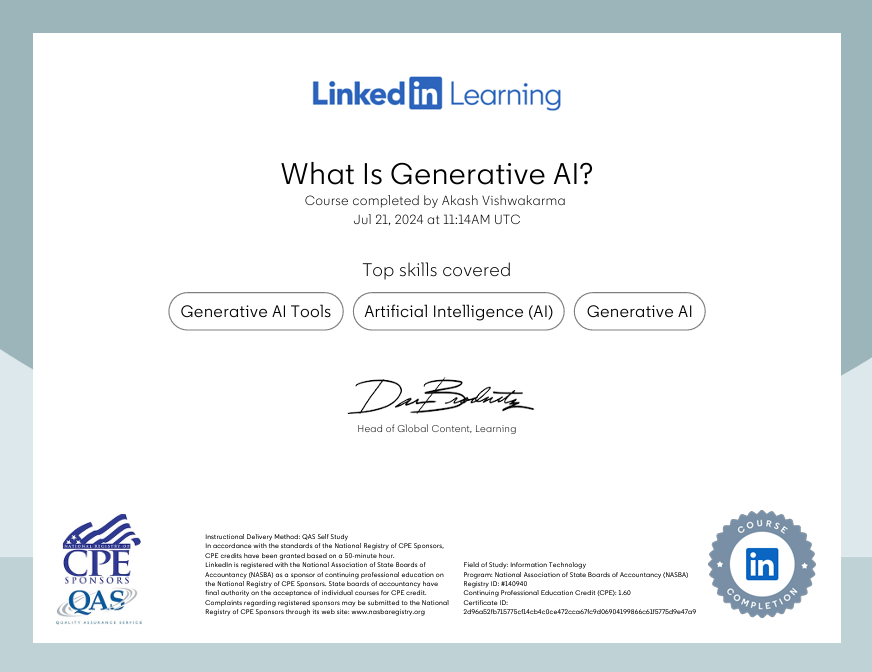 Linked in Learning
What Is Generative AI?
Course completed by Akash Vishwakarma
Jul 21, 2024 at 11:14AM UTC
Top skills covered
Generative AI Tools
Artificial Intelligence (AI)
Generative AI
Head of Global Content, Learning
NATIONAL REGISTRY OF
CPE
SPONSORS
QAS
QUALITY ASSURANCE SERVICE
Instructional Delivery Method: QAS Self Study
In accordance with the standards of the National Registry of CPE Sponsors,
CPE credits have been granted based on a 50-minute hour.
LinkedIn is registered with the National Association of State Boards of
Accountancy (NASBA) as a sponsor of continuing professional education on
the National Registry of CPE Sponsors. State boards of accountancy have
final authority on the acceptance of individual courses for CPE credit.
Complaints regarding registered sponsors may be submitted to the National
Registry of CPE Sponsors through its web site: www.nasbaregistry.org
Field of Study: Information Technology
Program: National Association of State Boards of Accountancy (NASBA)
Registry ID: #140940
Continuing Professional Education Credit (CPE): 1.60
Certificate ID:
COURSE
in
COMPLETION